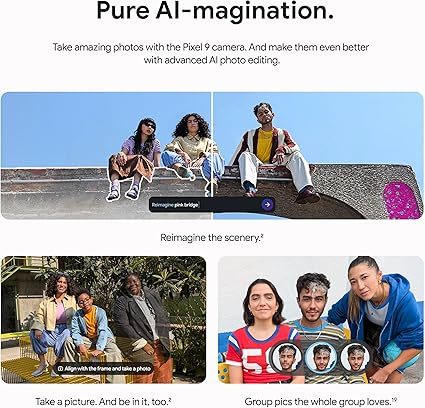 Pure AI-magination.
Take amazing photos with the Pixel 9 camera. And make them even better
with advanced AI photo editing.
Reimagine pink bridge
Reimagine the scenery.²
Align with the frame and take a photo
Take a picture. And be in it, too.²
Group pics the whole group loves.¹⁹